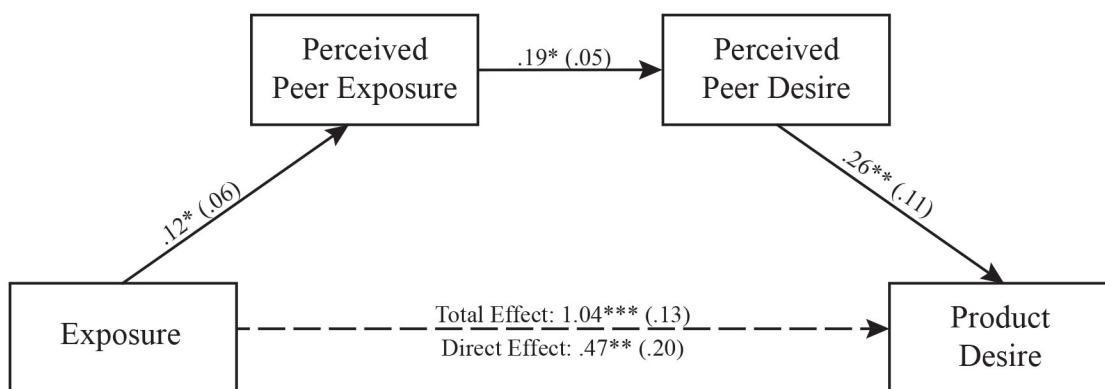 Perceived
Peer Exposure
.19* (.05)
Perceived
Peer Desire
.12* (.06)
.26** (.11)
Exposure
Total Effect: 1.04*** (.13)
Direct Effect: .47** (.20)
Product
Desire